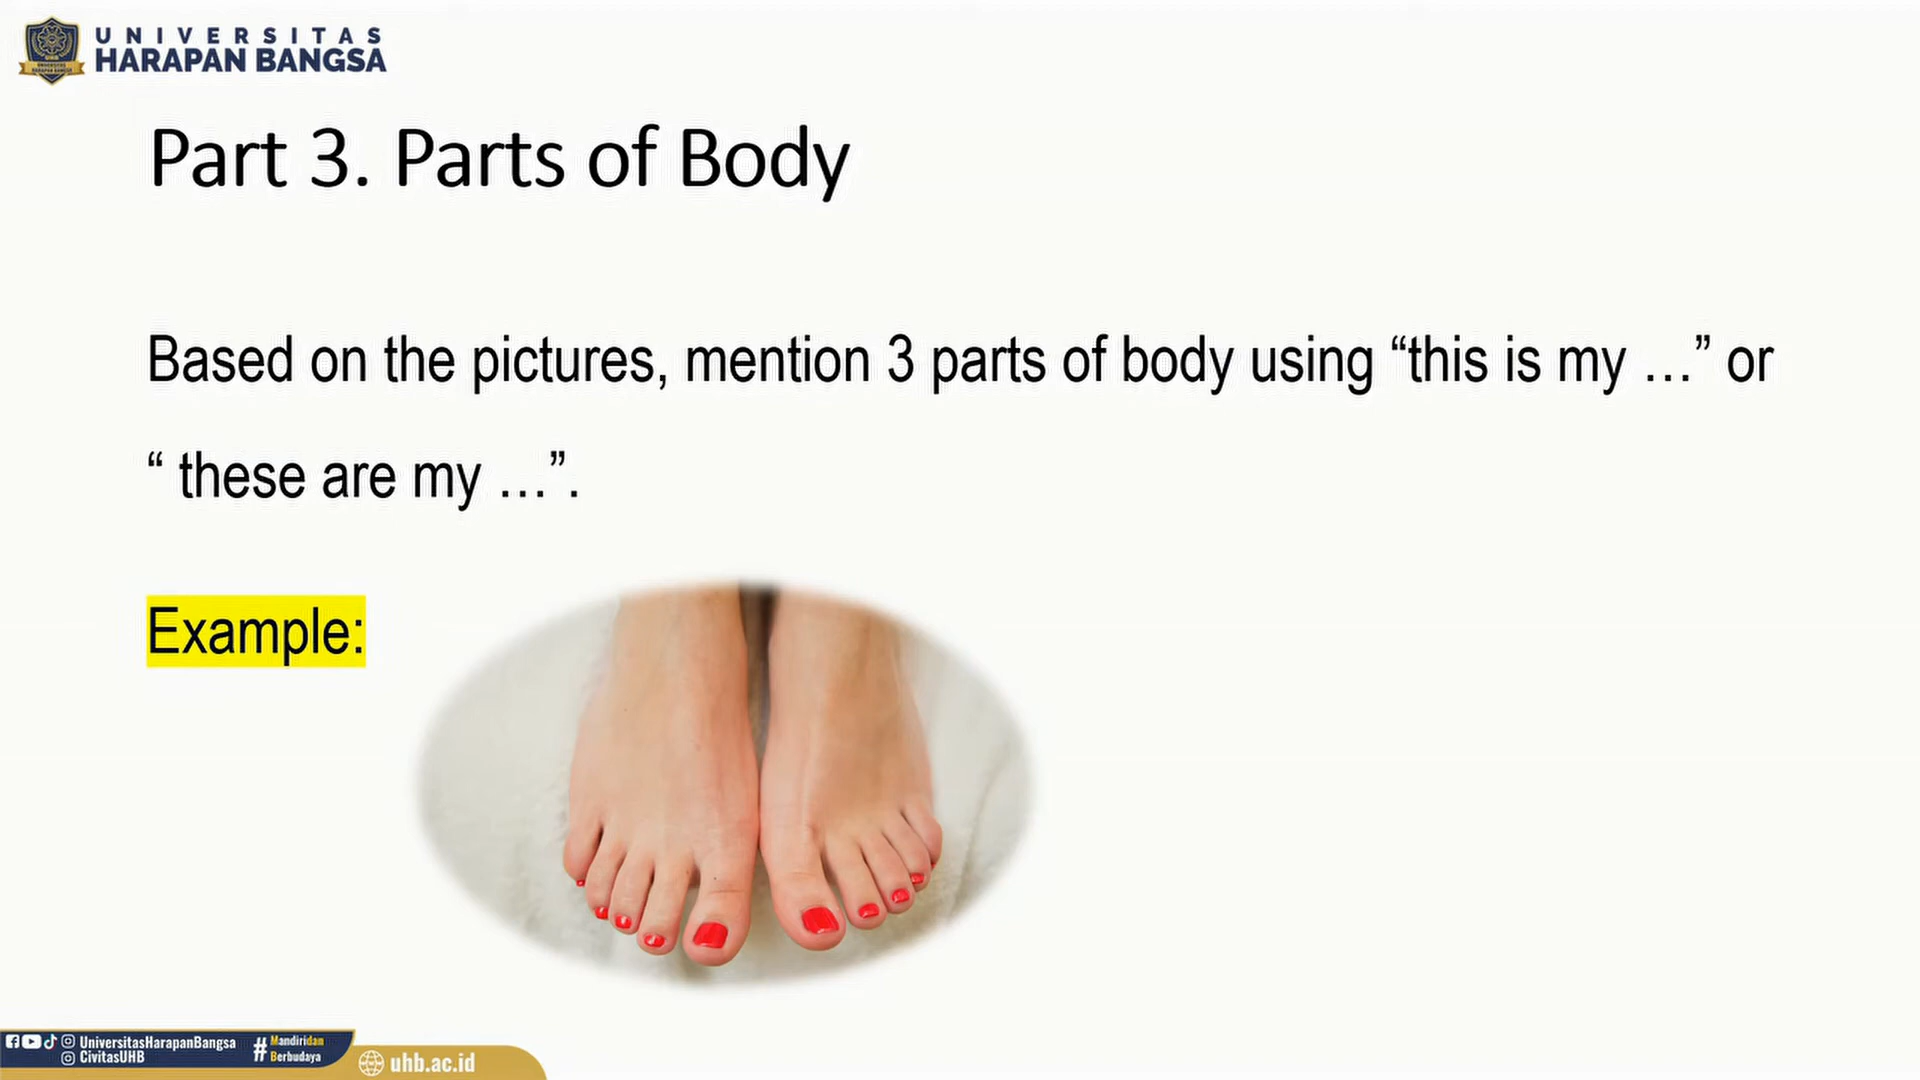 UNIVERSITAS
HARAPAN BANGSA
Part 3. Parts of Body
Based on the pictures, mention 3 parts of body using “this is my …” or
“ these are my …”.
Example:
UniversitasHarapanBangsa
CivitasUHB
#Mandiridan
Berbudaya
uhb.ac.id